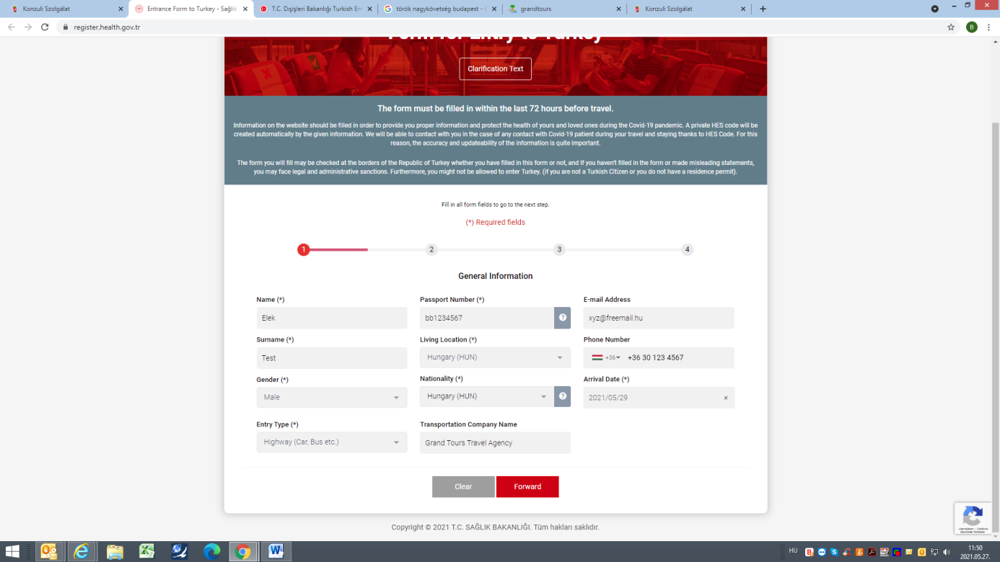 Konzuli Szolgálat
Entrance Form to Turkey - Sağlık
T.C. Dışişleri Bakanlığı Turkish Em
török nagykövetség budapest - G
grandtours
Konzuli Szolgálat
register.health.gov.tr
B
Form for Entry to Turkey
Clarification Text
The form must be filled in within the last 72 hours before travel.
Information on the website should be filled in order to provide you proper information and protect the health of yours and loved ones during the Covid-19 pandemic. A private HES code will be
created automatically by the given information. We will be able to contact with you in the case of any contact with Covid-19 patient during your travel and staying thanks to HES Code. For this
reason, the accuracy and updateability of the information is quite important.
The form you will fill may be checked at the borders of the Republic of Turkey whether you have filled in this form or not, and If you haven't filled in the form or made misleading statements,
you may face legal and administrative sanctions. Furthermore, you might not be allowed to enter Turkey. (if you are not a Turkish Citizen or you do not have a residence permit).
Fill in all form fields to go to the next step.
(*) Required fields
1 2 3 4
General Information
Name (*) Passport Number (*) E-mail Address
Elek bb1234567 ? xyz@freemail.hu
Surname (*) Living Location (*) Phone Number
Test Hungary (HUN) +36 +36 30 123 4567
Gender (*) Nationality (*) Arrival Date (*)
Male Hungary (HUN) ? 2021/05/29 x
Entry Type (*) Transportation Company Name
Highway (Car, Bus etc.) Grand Tours Travel Agency
Clear Forward
Copyright © 2021 T.C. SAĞLIK BAKANLIĞI. Tüm hakları saklıdır.
HU
11:50
2021.05.27.